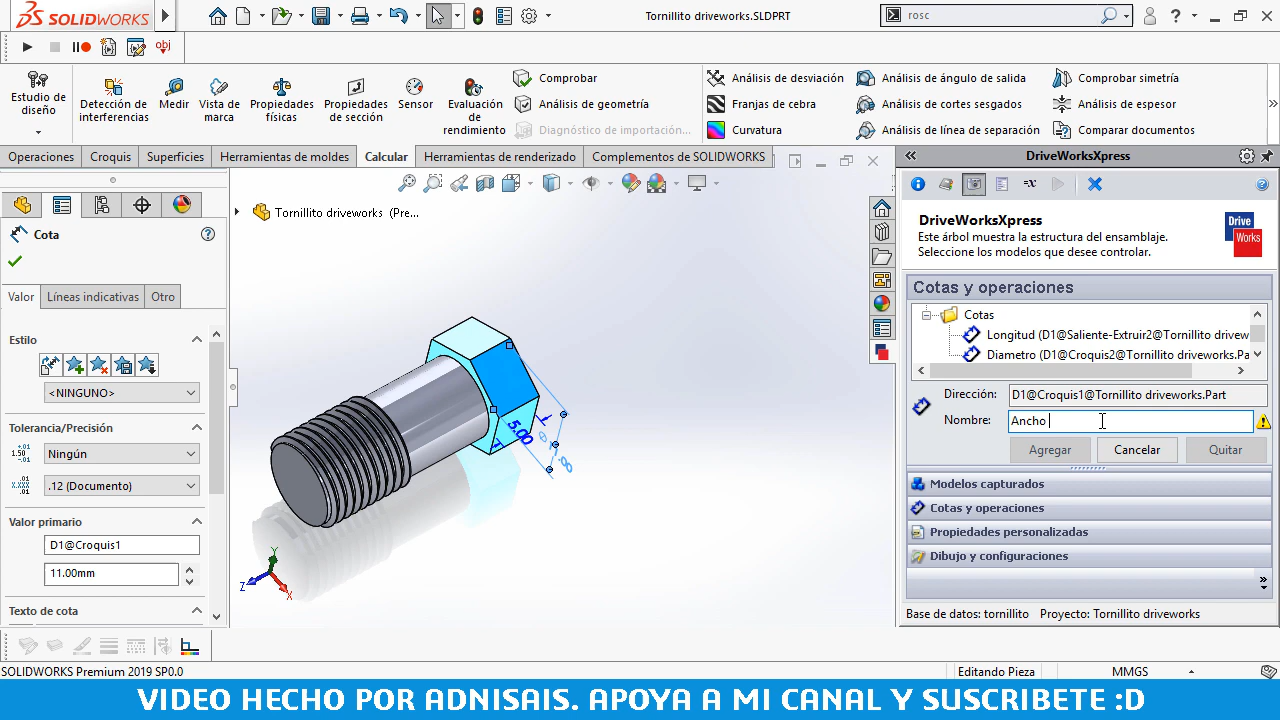 SOLIDWORKS
Tornillito driveworks.SLDPRT
rosc
obj
Estudio de diseño
Detección de interferencias
Medir
Vista de marca
Propiedades físicas
Propiedades de sección
Sensor
Evaluación de rendimiento
Comprobar
Análisis de geometría
Diagnóstico de importación...
Análisis de desviación
Franjas de cebra
Curvatura
Análisis de ángulo de salida
Análisis de cortes sesgados
Análisis de línea de separación
Comprobar simetría
Análisis de espesor
Comparar documentos
Operaciones
Croquis
Superficies
Herramientas de moldes
Calcular
Herramientas de renderizado
Complementos de SOLIDWORKS
Cota
Valor
Líneas indicativas
Otro
Estilo
<NINGUNO>
Tolerancia/Precisión
Ningún
.12 (Documento)
Valor primario
D1@Croquis1
11.00mm
Texto de cota
Tornillito driveworks (Pre...
5.00
11.00
Y
Z
X
DriveWorksXpress
DriveWorksXpress
Este árbol muestra la estructura del ensamblaje.
Seleccione los modelos que desee controlar.
Drive
Works
Cotas y operaciones
Cotas
Longitud (D1@Saliente-Extruir2@Tornillito drivew
Diametro (D1@Croquis2@Tornillito driveworks.Pa
Dirección: D1@Croquis1@Tornillito driveworks.Part
Nombre: Ancho
Agregar
Cancelar
Quitar
Modelos capturados
Cotas y operaciones
Propiedades personalizadas
Dibujo y configuraciones
Base de datos: tornillito Proyecto: Tornillito driveworks
SOLIDWORKS Premium 2019 SP0.0
Editando Pieza
MMGS
VIDEO HECHO POR ADNISAIS. APOYA A MI CANAL Y SUSCRIBETE :D